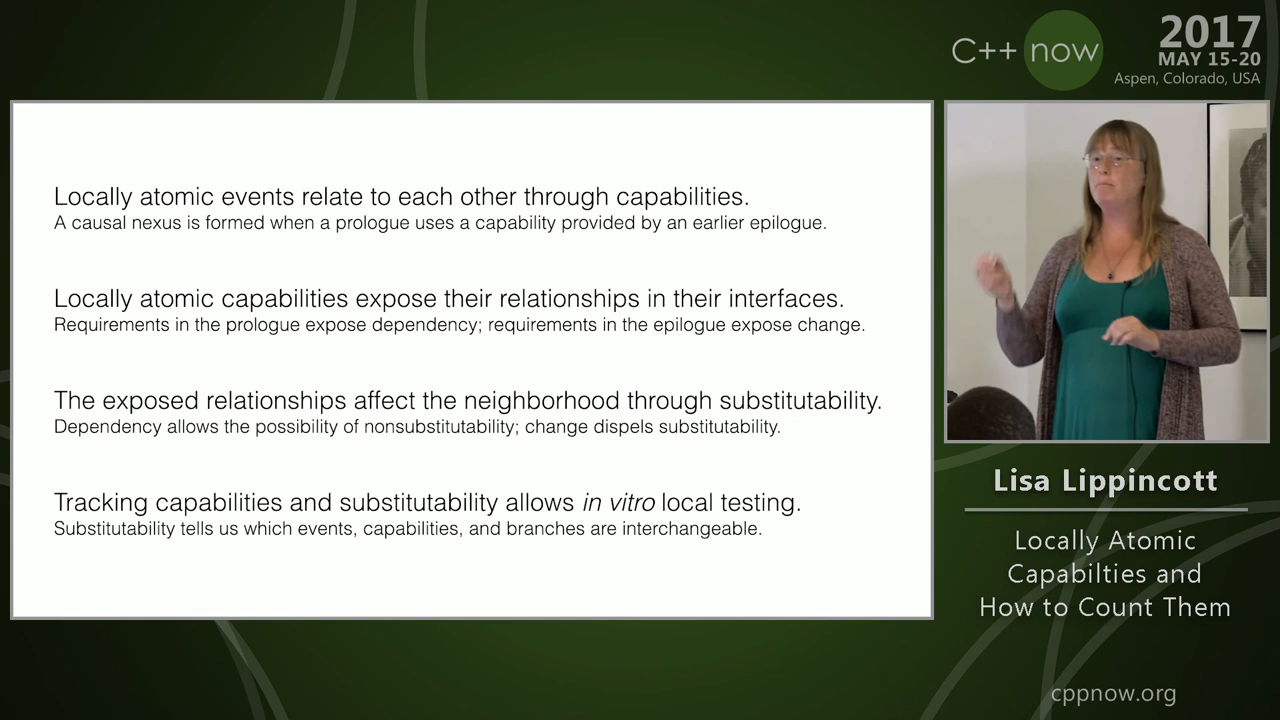 C++ now
2017
MAY 15-20
Aspen, Colorado, USA
Locally atomic events relate to each other through capabilities.
A causal nexus is formed when a prologue uses a capability provided by an earlier epilogue.
Locally atomic capabilities expose their relationships in their interfaces.
Requirements in the prologue expose dependency; requirements in the epilogue expose change.
The exposed relationships affect the neighborhood through substitutability.
Dependency allows the possibility of nonsubstitutability; change dispels substitutability.
Tracking capabilities and substitutability allows in vitro local testing.
Substitutability tells us which events, capabilities, and branches are interchangeable.
Lisa Lippincott
Locally Atomic
Capabilties and
How to Count Them
cppnow.org